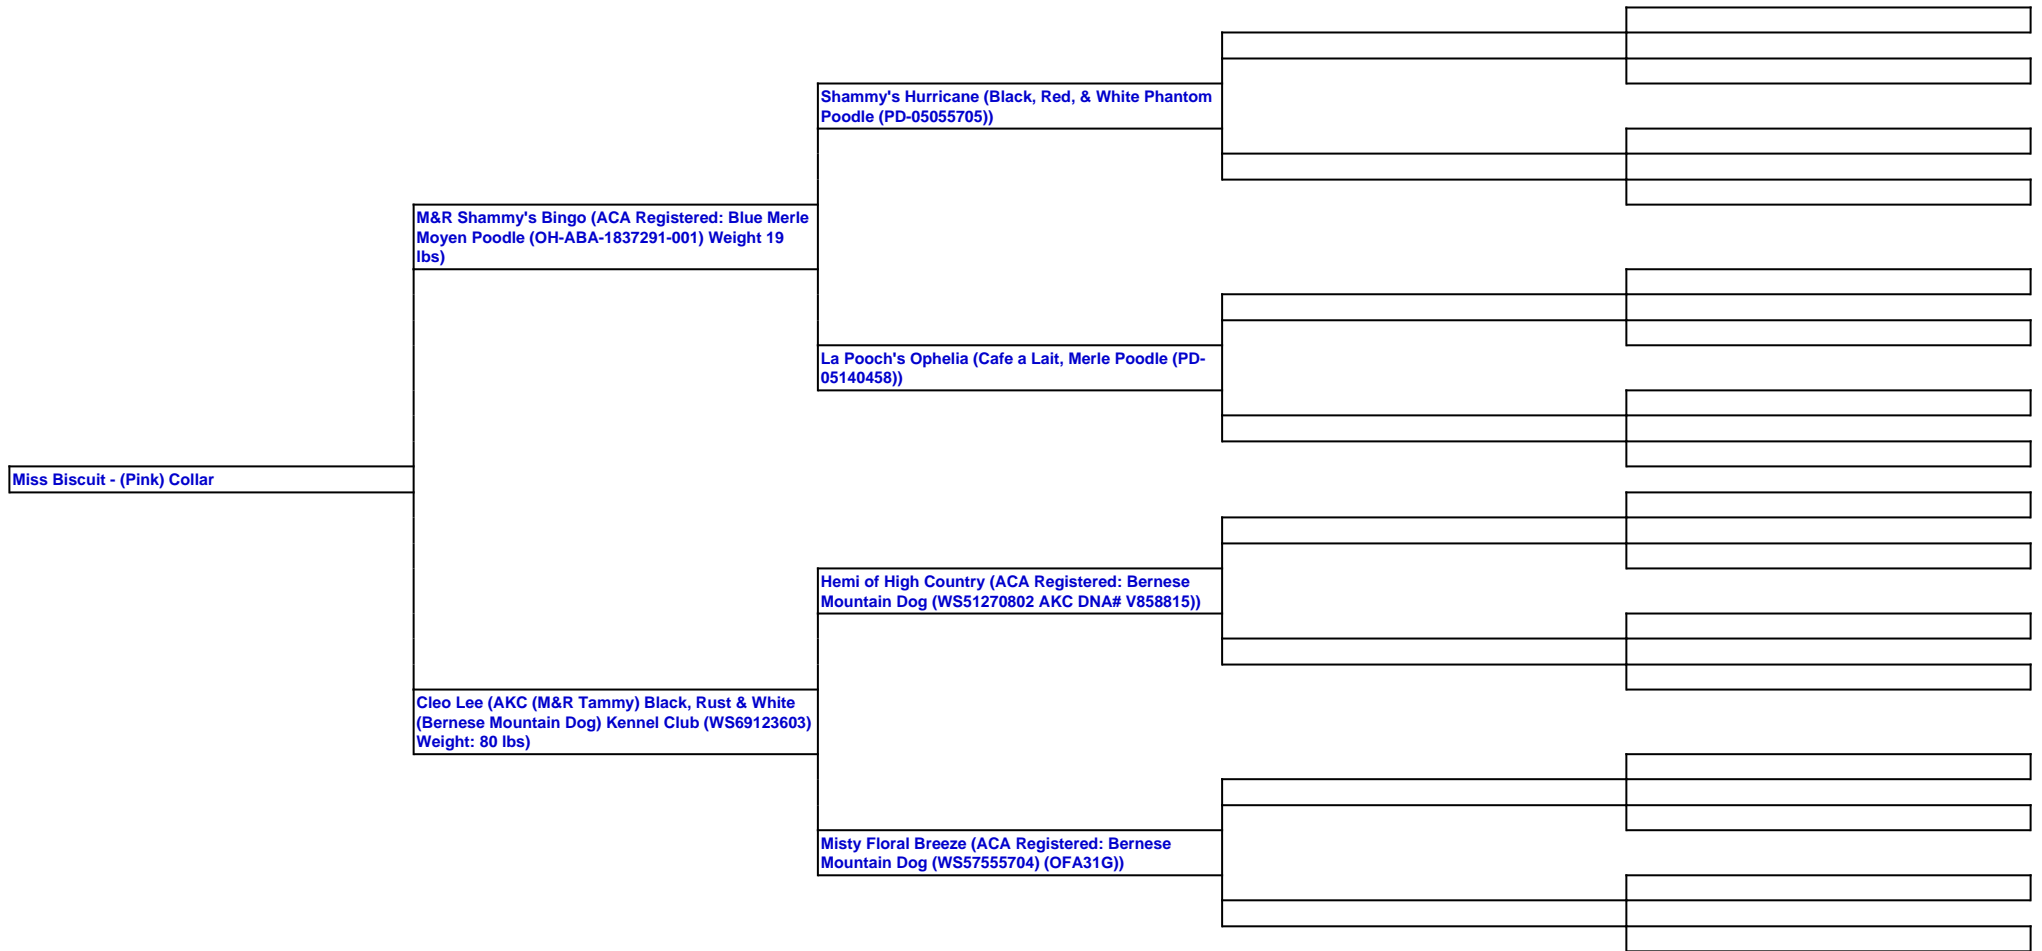 Shammy's Hurricane (Black, Red, & White Phantom
Poodle (PD-05055705))
M&R Shammy's Bingo (ACA Registered: Blue Merle
Moyen Poodle (OH-ABA-1837291-001) Weight 19
lbs)
La Pooch's Ophelia (Cafe a Lait, Merle Poodle (PD-
05140458))
Miss Biscuit - (Pink) Collar
Hemi of High Country (ACA Registered: Bernese
Mountain Dog (WS51270802 AKC DNA# V858815))
Cleo Lee (AKC (M&R Tammy) Black, Rust & White
(Bernese Mountain Dog) Kennel Club (WS69123603)
Weight: 80 lbs)
Misty Floral Breeze (ACA Registered: Bernese
Mountain Dog (WS57555704) (OFA31G))